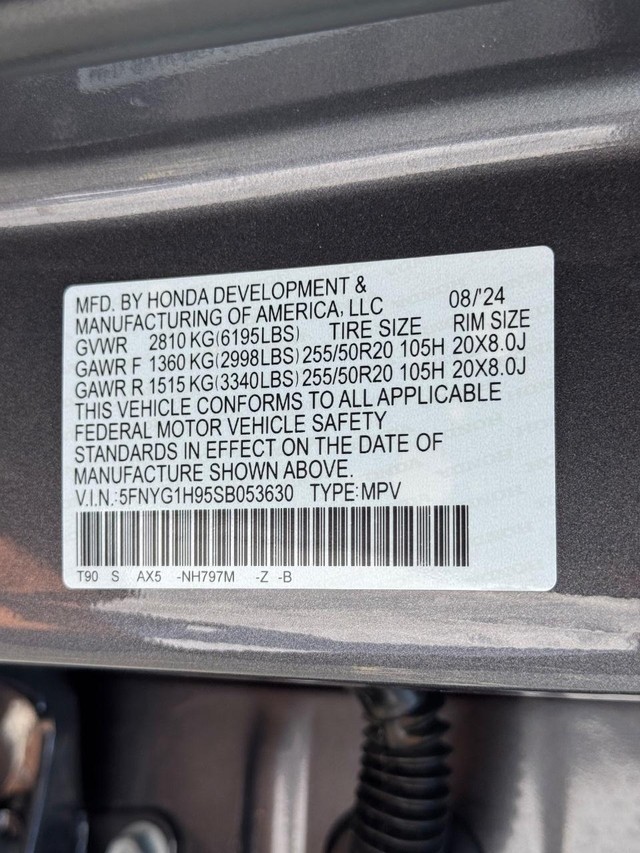 MFD. BY HONDA DEVELOPMENT &
MANUFACTURING OF AMERICA, LLC 08/'24
GVWR 2810 KG(6195LBS) TIRE SIZE RIM SIZE
GAWR F 1360 KG(2998LBS) 255/50R20 105H 20X8.0J
GAWR R 1515 KG(3340LBS) 255/50R20 105H 20X8.0J
THIS VEHICLE CONFORMS TO ALL APPLICABLE
FEDERAL MOTOR VEHICLE SAFETY
STANDARDS IN EFFECT ON THE DATE OF
MANUFACTURE SHOWN ABOVE.
V.I.N.:5FNYG1H95SB053630 TYPE:MPV
T90 S AX5 -NH797M -Z -B